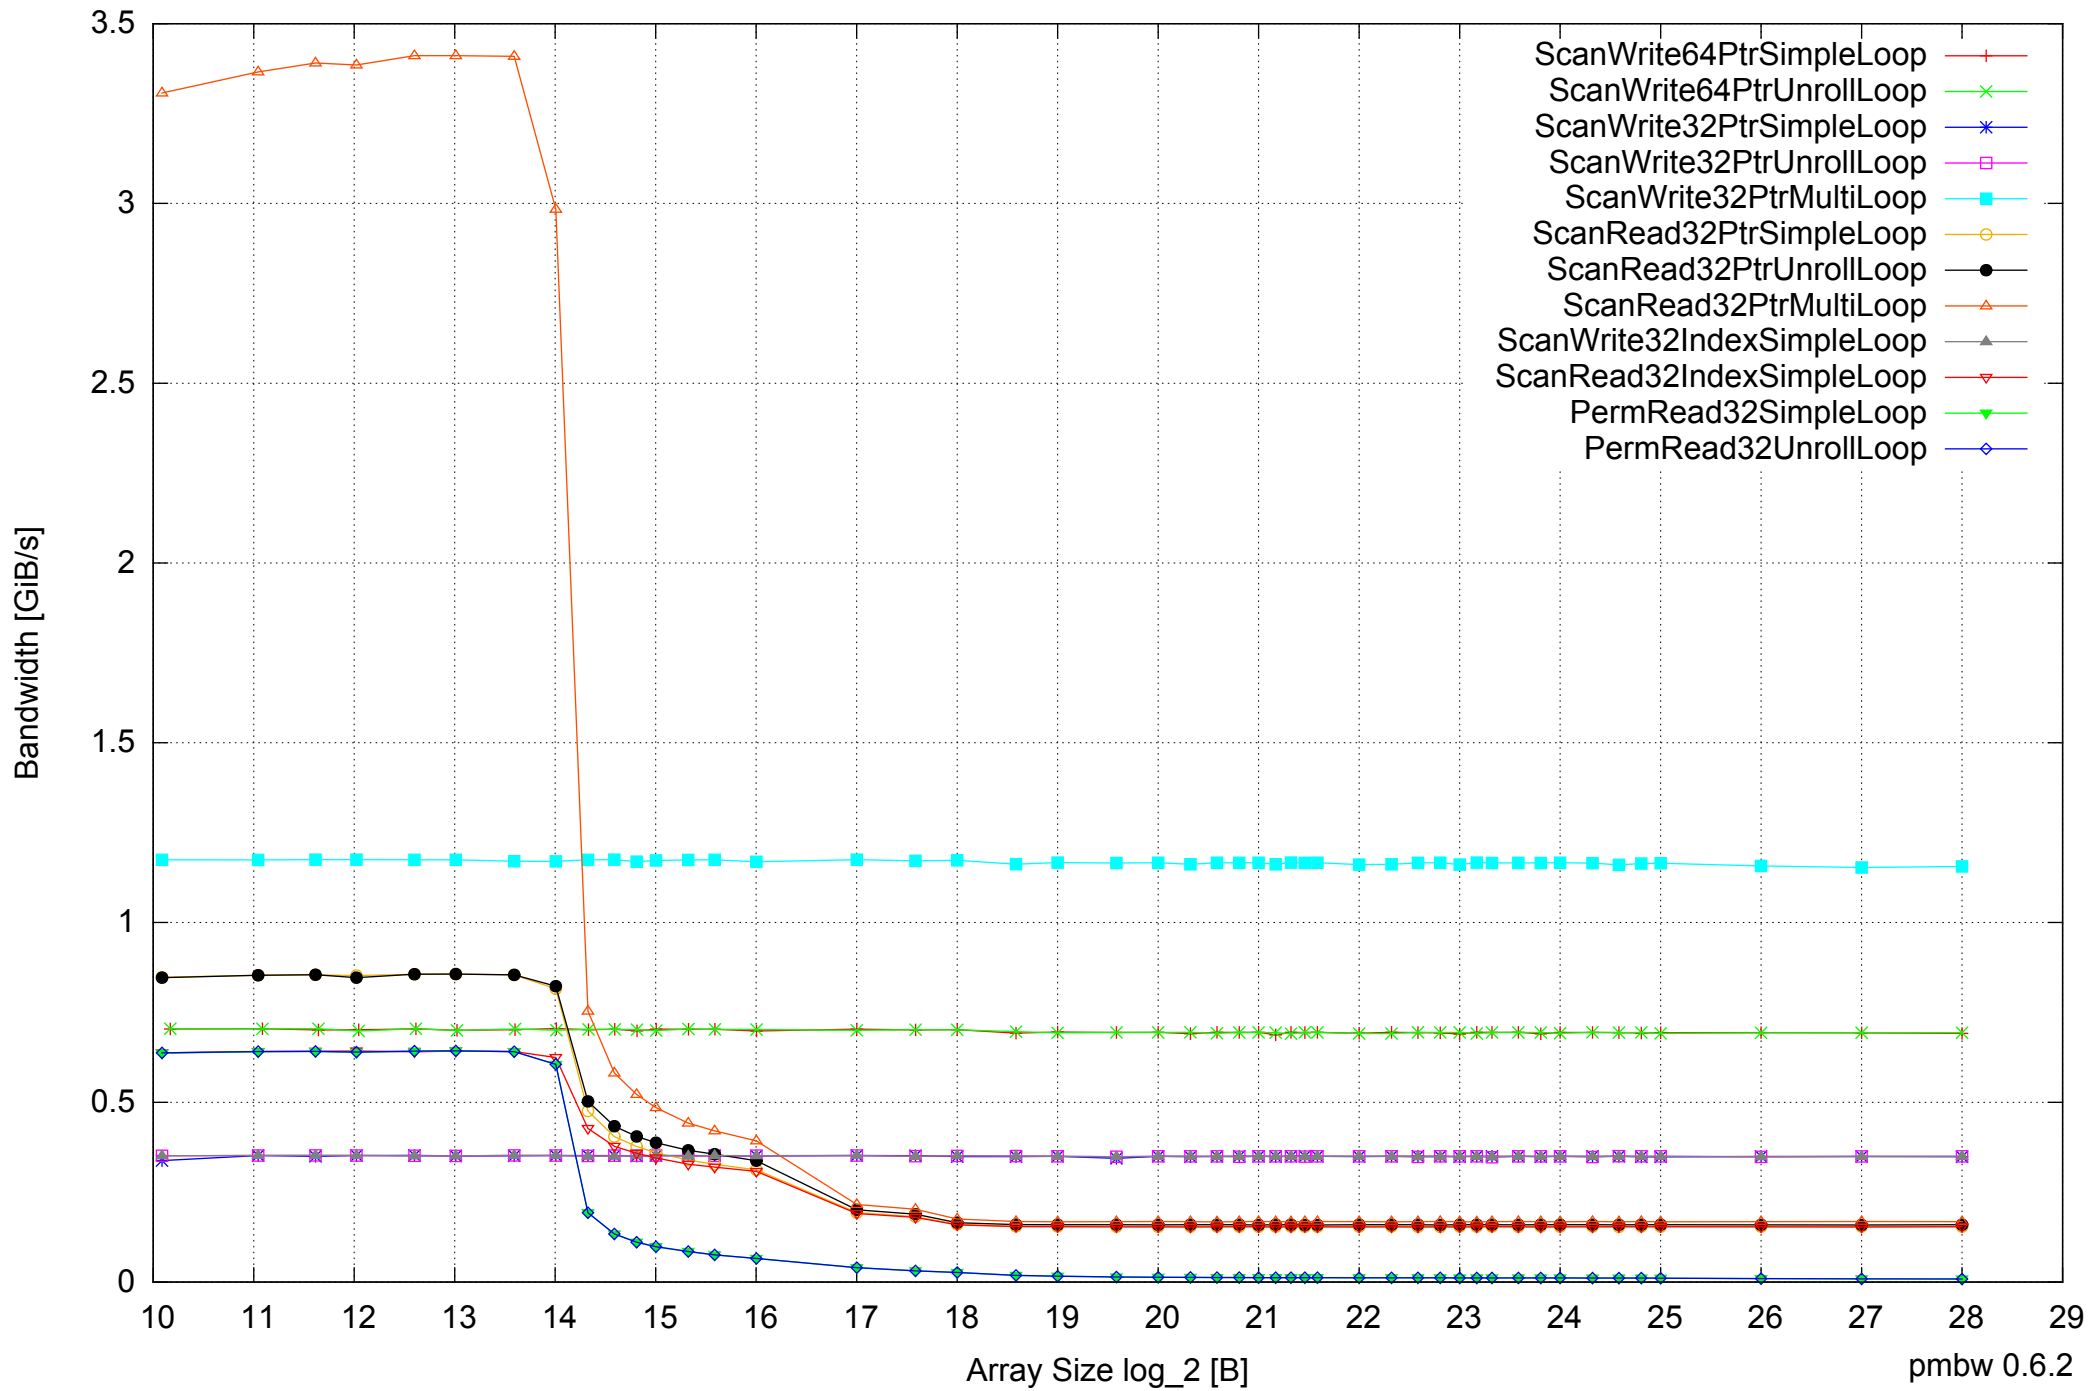 3.5
3
2.5
2
1.5
1
0.5
0
Bandwidth [GiB/s]
ScanWrite64PtrSimpleLoop
ScanWrite64PtrUnrollLoop
ScanWrite32PtrSimpleLoop
ScanWrite32PtrUnrollLoop
ScanWrite32PtrMultiLoop
ScanRead32PtrSimpleLoop
ScanRead32PtrUnrollLoop
ScanRead32PtrMultiLoop
ScanWrite32IndexSimpleLoop
ScanRead32IndexSimpleLoop
PermRead32SimpleLoop
PermRead32UnrollLoop
10 11 12 13 14 15 16 17 18 19 20 21 22 23 24 25 26 27 28 29
Array Size log_2 [B]
pmbw 0.6.2